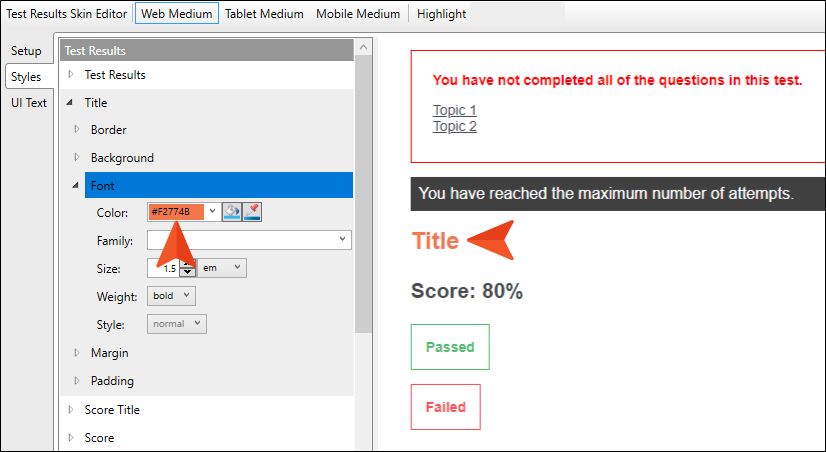 Test Results Skin Editor Web Medium Tablet Medium Mobile Medium Highlight
Setup
Styles
UI Text
Test Results
Test Results
Title
Border
Background
Font
Color: #F2774B
Family:
Size: 1.5 em
Weight: bold
Style: normal
Margin
Padding
Score Title
Score
You have not completed all of the questions in this test.
Topic 1
Topic 2
You have reached the maximum number of attempts.
Title
Score: 80%
Passed
Failed